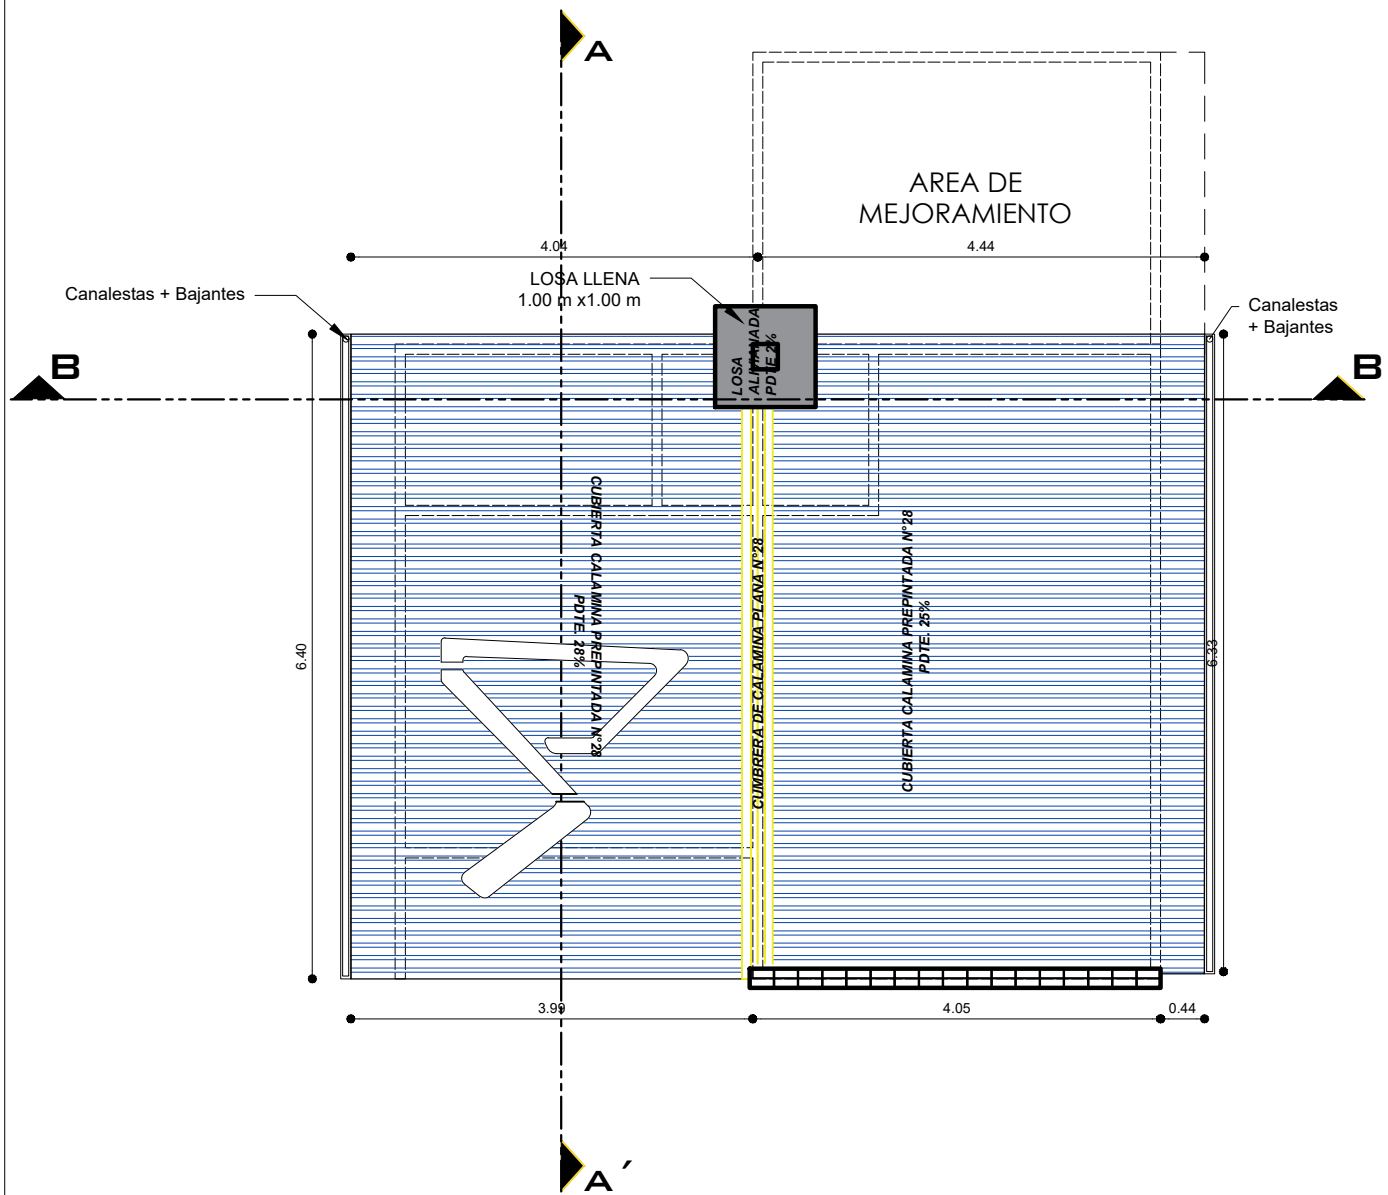 A
AREA DE
MEJORAMIENTO
4.04
4.44
LOSA LLENA
1.00 m x1.00 m
Canalestas + Bajantes
Canalestas
+ Bajantes
LOSA
ALIVIANADA
PDTE 2%
B
B
CUBIERTA CALAMINA PREPINTADA N°28
PDTE. 28%
CUMBRERA DE CALAMINA PLANA N°28
CUBIERTA CALAMINA PREPINTADA N°28
PDTE. 25%
6.40
6.33
3.99
4.05
0.44
A´